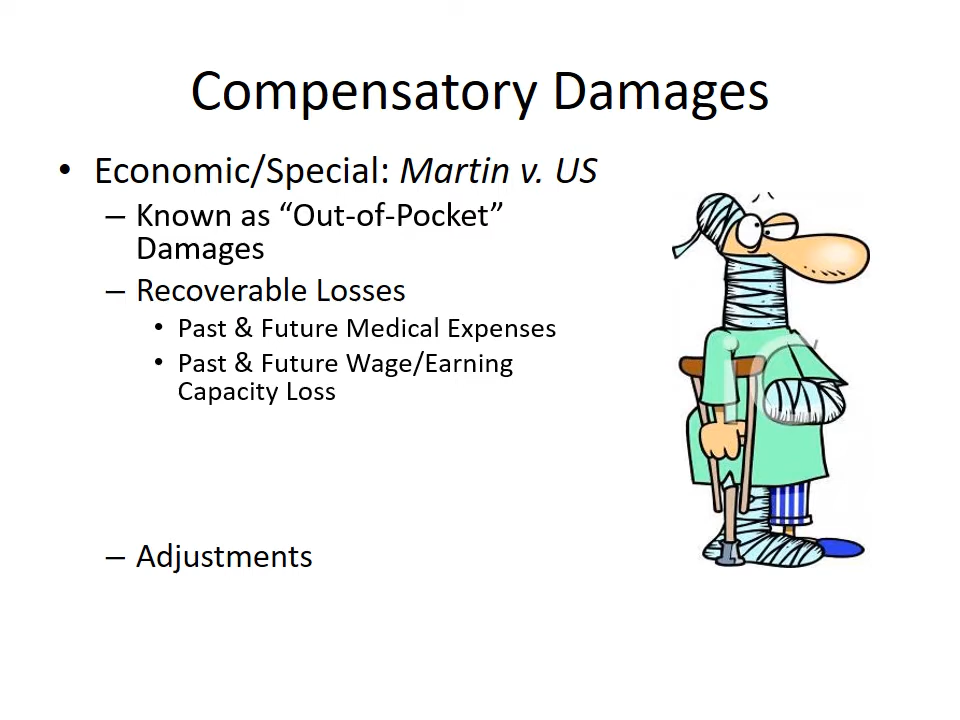 Compensatory Damages
• Economic/Special: Martin v. US
– Known as “Out-of-Pocket”
Damages
– Recoverable Losses
• Past & Future Medical Expenses
• Past & Future Wage/Earning
Capacity Loss
– Adjustments